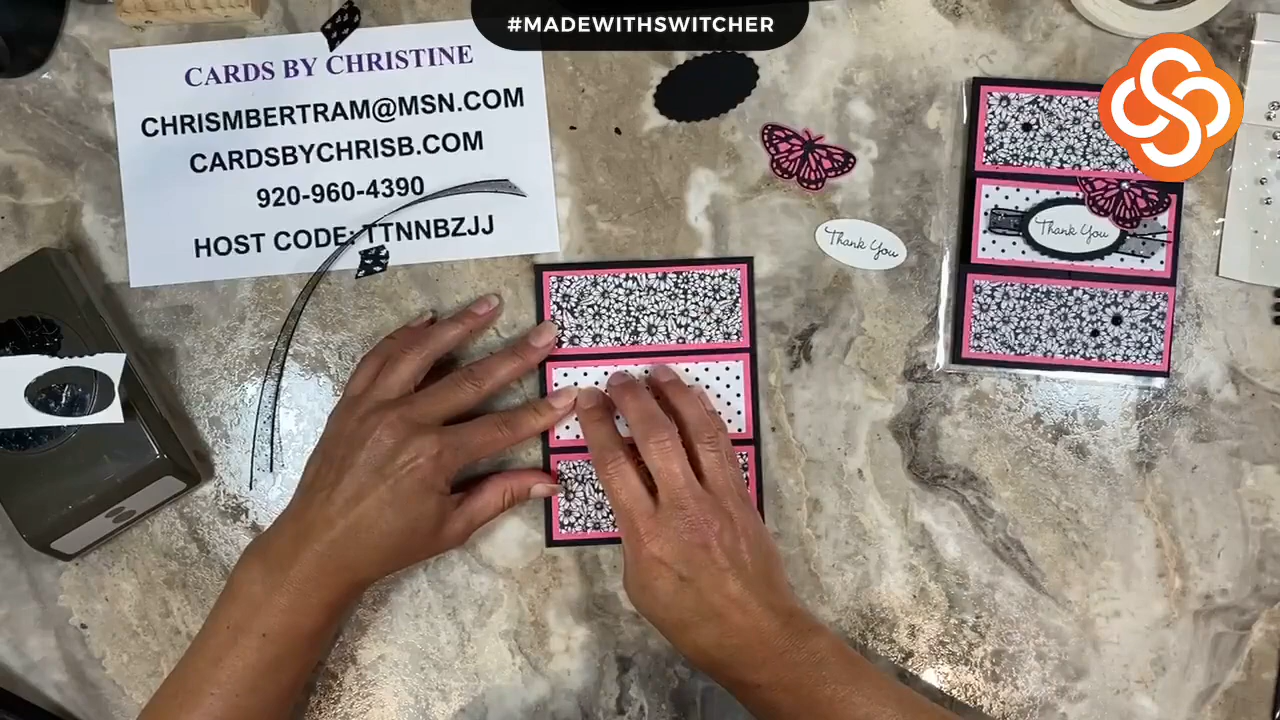 #MADEWITHSWITCHER
CARDS BY CHRISTINE
CHRISMBERTRAM@MSN.COM
CARDSBYCHRISB.COM
920-960-4390
HOST CODE: TTNNBZJJ
Thank You
Thank You